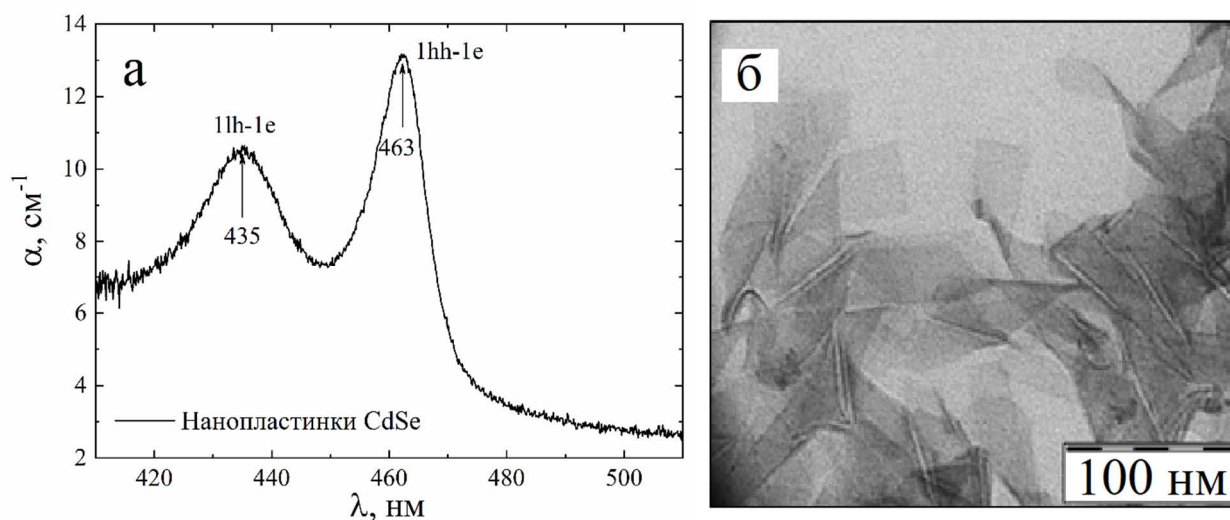 а
14
12
10
8
6
4
2
α, см⁻¹
1lh-1e
435
1hh-1e
463
Нанопластинки CdSe
420 440 460 480 500
λ, нм
б
100 нм